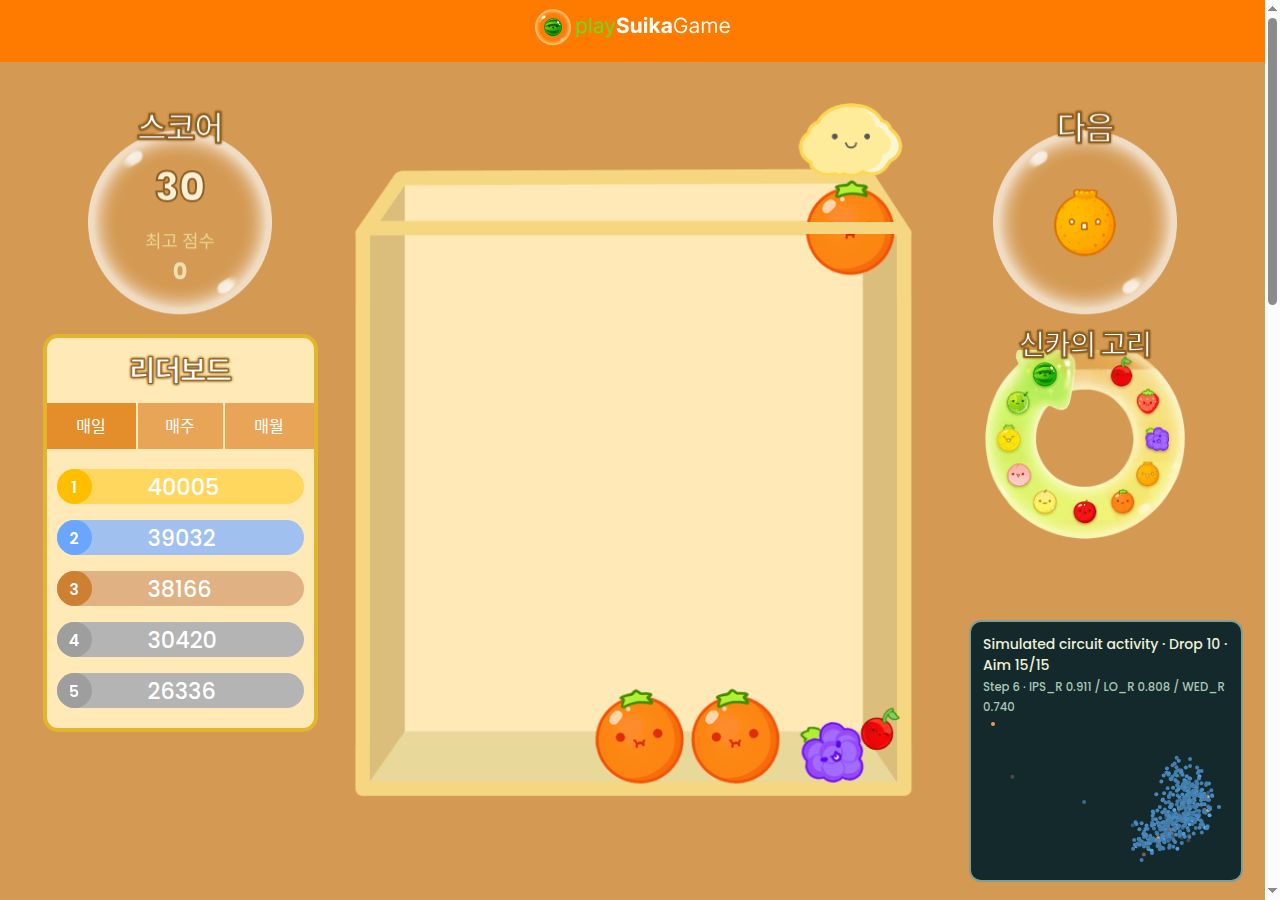 playSuikaGame
스코어
30
최고 점수
0
다음
신카의 고리
리더보드
매일 매주 매월
1 40005
2 39032
3 38166
4 30420
5 26336
Simulated circuit activity · Drop 10 ·
Aim 15/15
Step 6 · IPS_R 0.911 / LO_R 0.808 / WED_R
0.740